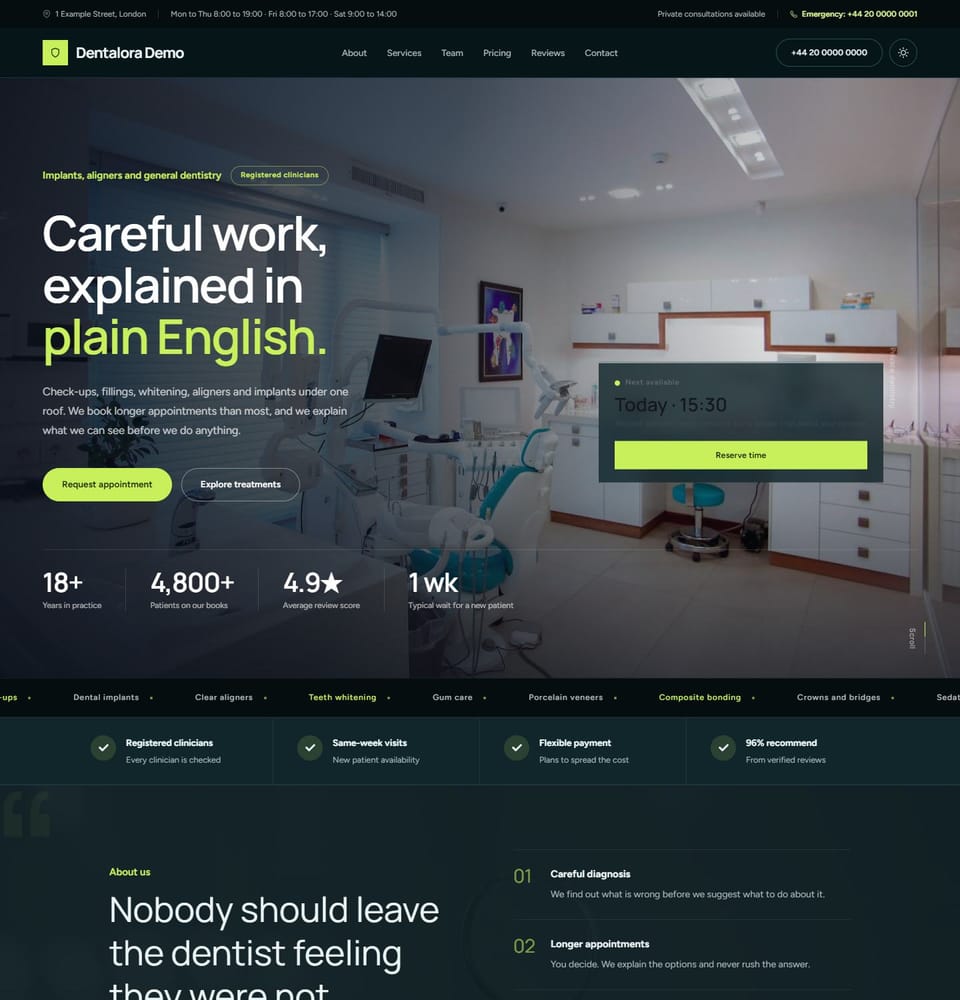 1 Example Street, London
Mon to Thu 8:00 to 19:00 · Fri 8:00 to 17:00 · Sat 9:00 to 14:00
Private consultations available
Emergency: +44 20 0000 0001
Dentalora Demo
About
Services
Team
Pricing
Reviews
Contact
+44 20 0000 0000
Implants, aligners and general dentistry
Registered clinicians
Careful work,
explained in
plain English.
Check-ups, fillings, whitening, aligners and implants under one
roof. We book longer appointments than most, and we explain
what we can see before we do anything.
Request appointment
Explore treatments
Next available
Today · 15:30
Reserve time
18+
Years in practice
4,800+
Patients on our books
4.9★
Average review score
1 wk
Typical wait for a new patient
Scroll
-ups
Dental implants
Clear aligners
Teeth whitening
Gum care
Porcelain veneers
Composite bonding
Crowns and bridges
Sedat
Registered clinicians
Every clinician is checked
Same-week visits
New patient availability
Flexible payment
Plans to spread the cost
96% recommend
From verified reviews
About us
Nobody should leave
the dentist feeling
they were not
01
Careful diagnosis
We find out what is wrong before we suggest what to do about it.
02
Longer appointments
You decide. We explain the options and never rush the answer.